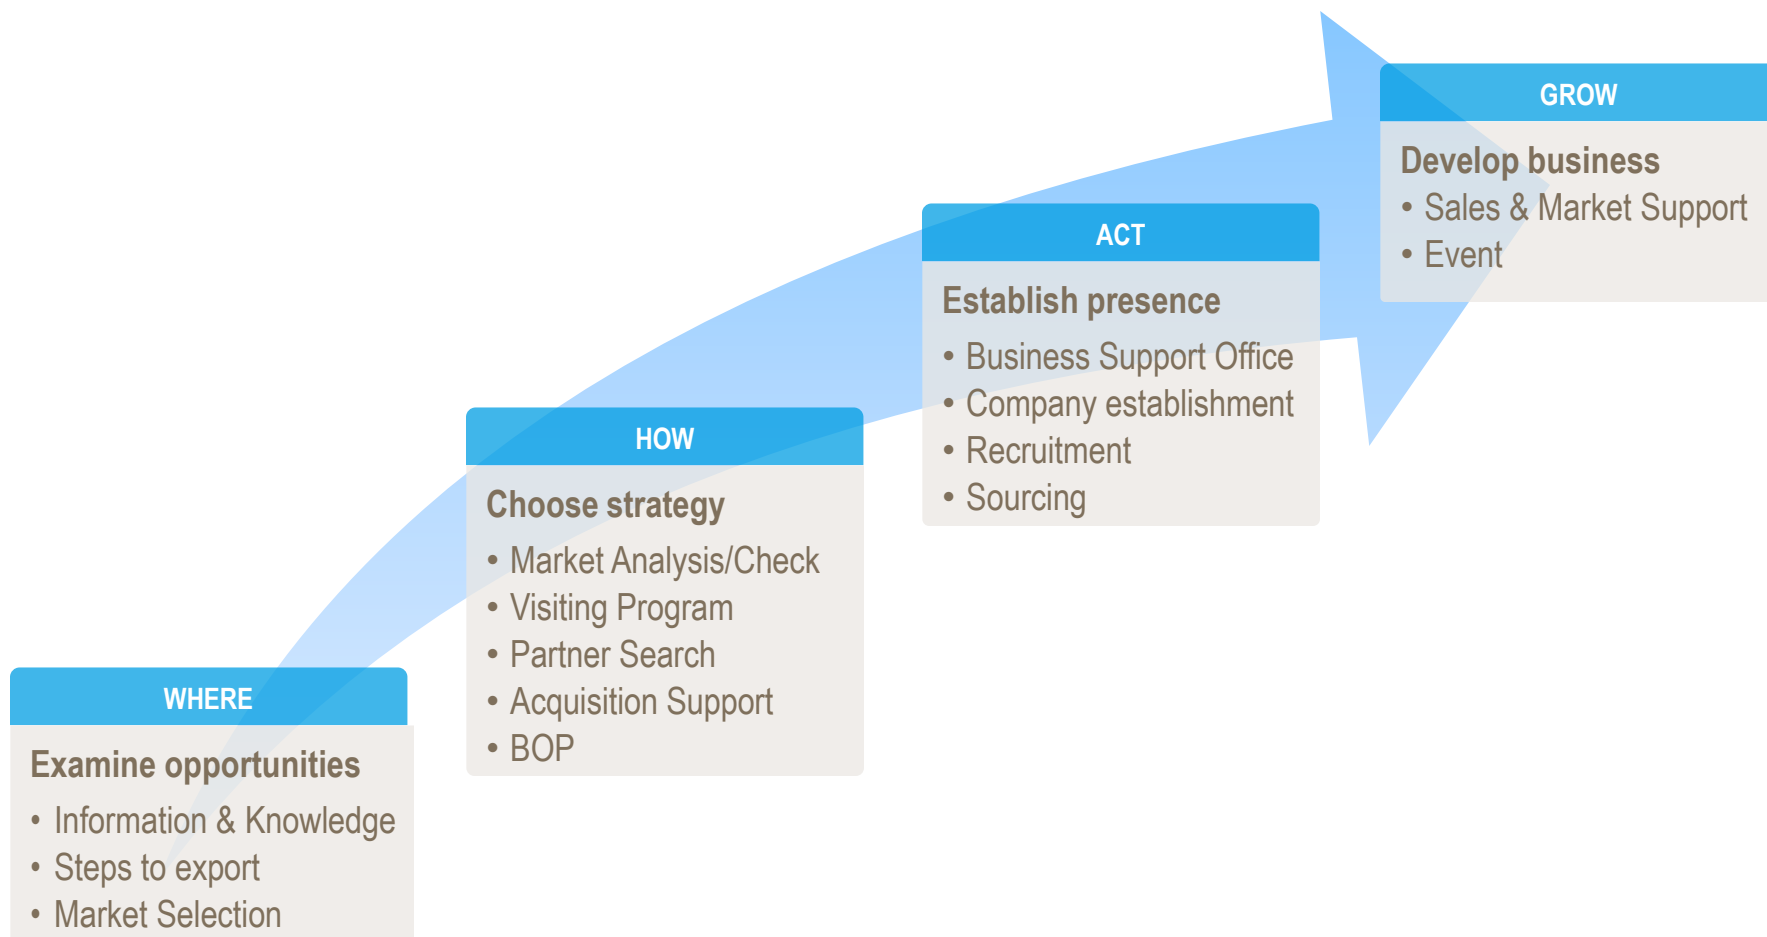 WHERE
Examine opportunities
• Information & Knowledge
• Steps to export
• Market Selection
HOW
Choose strategy
• Market Analysis/Check
• Visiting Program
• Partner Search
• Acquisition Support
• BOP
ACT
Establish presence
• Business Support Office
• Company establishment
• Recruitment
• Sourcing
GROW
Develop business
• Sales & Market Support
• Event